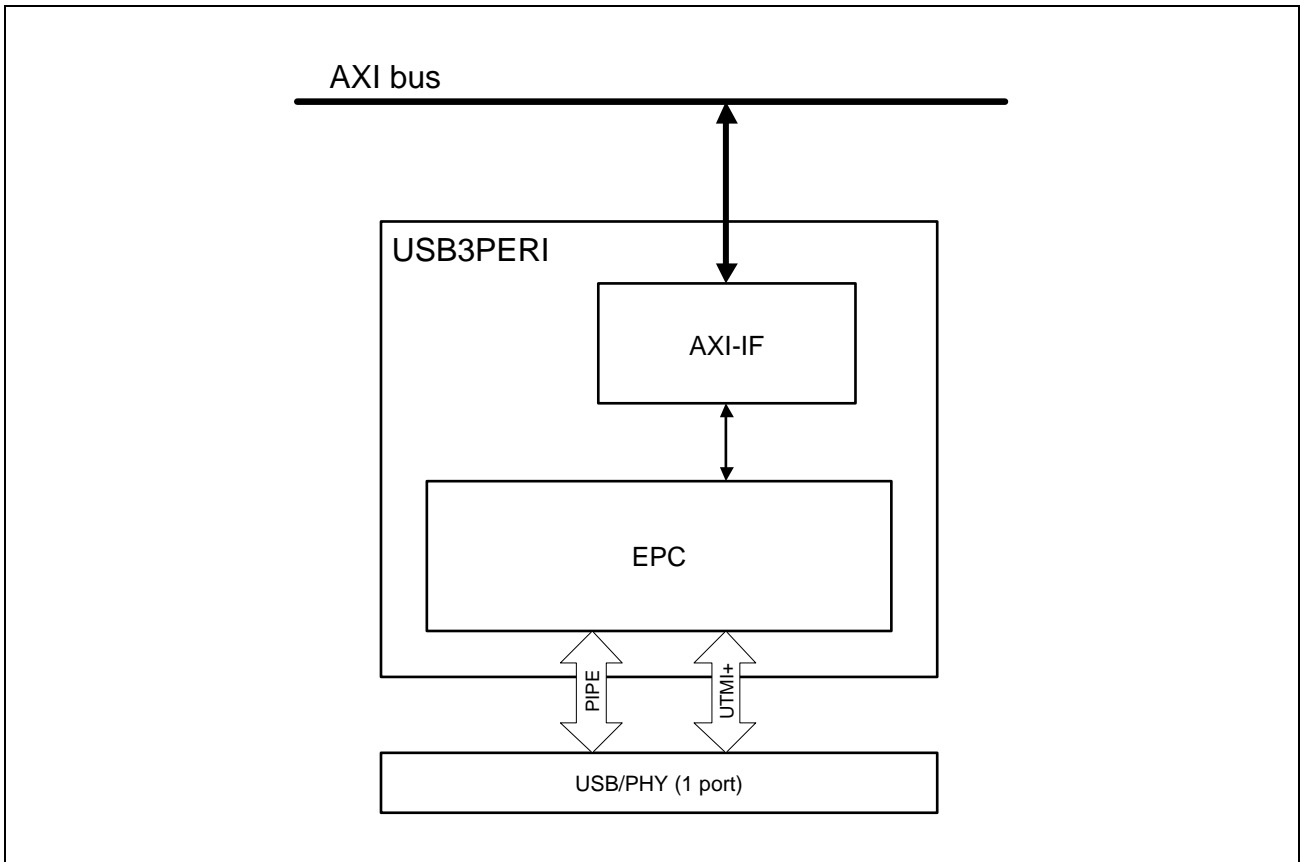 AXI bus
USB3PERI
AXI-IF
EPC
PIPE
UTMI+
USB/PHY (1 port)